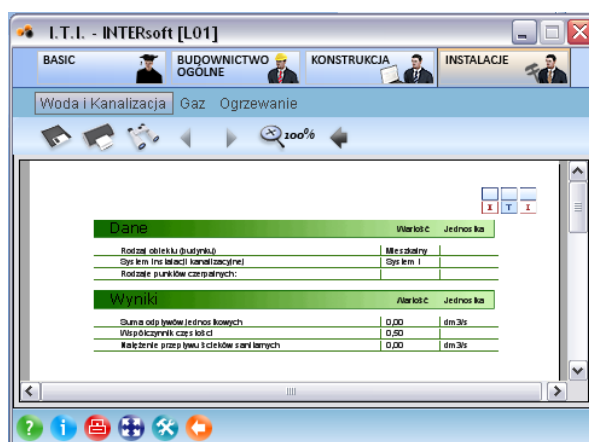 I.T.I. - INTERsoft [L01]
BASIC
BUDOWNICTWO
OGÓLNE
KONSTRUKCJA
INSTALACJE
Woda i Kanalizacja Gaz Ogrzewanie
100%
I T I
Dane Wartość Jednostka
Rodzaj obiektu (budynku) Mieszkalny
System instalacji kanalizacyjnej System I
Rodzaje punktów czerpalnych:
Wyniki Wartość Jednostka
Suma odpływów jednostkowych 0,00 dm3/s
Współczynnik częstości 0,50
Natężenie przepływu ścieków sanitarnych 0,00 dm3/s